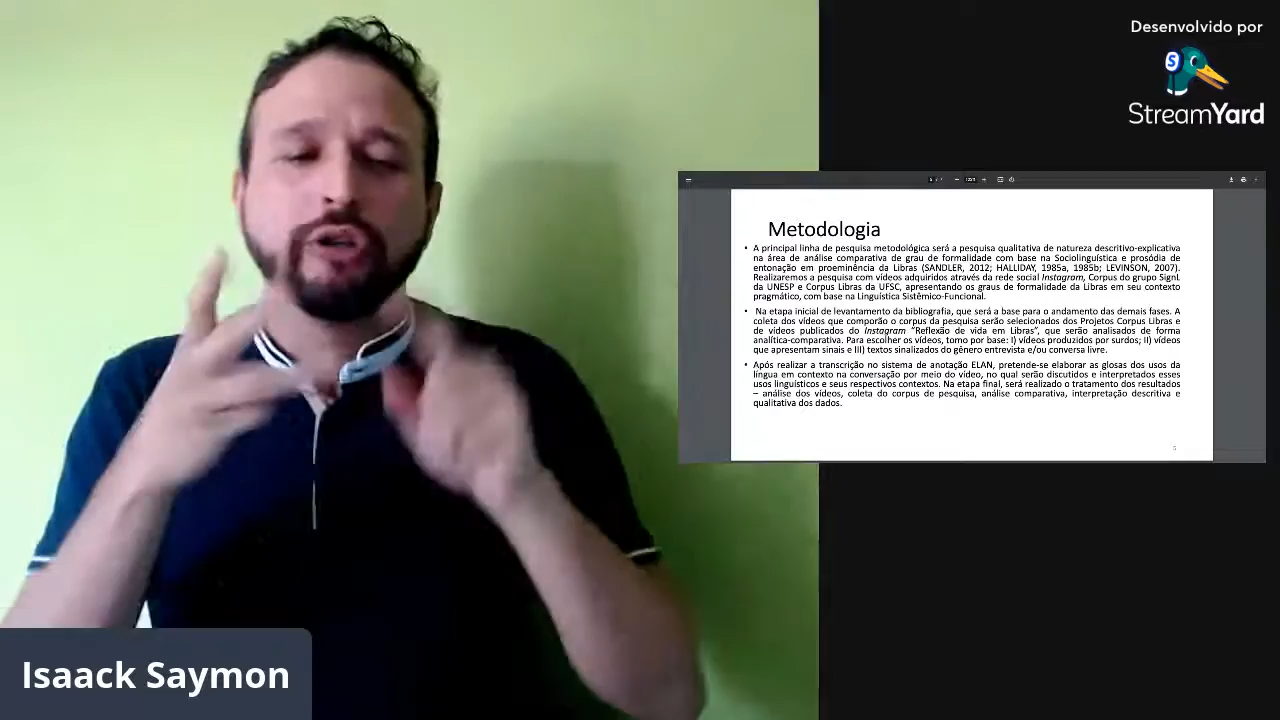 Desenvolvido por
StreamYard
Metodologia
• A principal linha de pesquisa metodológica será a pesquisa qualitativa de natureza descritivo-explicativa
na área de análise comparativa de grau de formalidade com base na Sociolinguística e prosódia de
entonação em proeminência da Libras (SANDLER, 2012; HALLIDAY, 1985a, 1985b; LEVINSON, 2007).
Realizaremos a pesquisa com vídeos adquiridos através da rede social Instagram, Corpus do grupo SignL
da UNESP e Corpus Libras da UFSC, apresentando os graus de formalidade da Libras em seu contexto
pragmático, com base na Linguística Sistêmico-Funcional.
• Na etapa inicial de levantamento da bibliografia, que será a base para o andamento das demais fases. A
coleta dos vídeos que comporão o corpus da pesquisa serão selecionados dos Projetos Corpus Libras e
de vídeos publicados do Instagram “Reflexão de vida em Libras”, que serão analisados de forma
analítica-comparativa. Para escolher os vídeos, tomo por base: I) vídeos produzidos por surdos; II) vídeos
que apresentam sinais e III) textos sinalizados do gênero entrevista e/ou conversa livre.
• Após realizar a transcrição no sistema de anotação ELAN, pretende-se elaborar as glosas dos usos da
língua em contexto na conversação por meio do vídeo, no qual serão discutidos e interpretados esses
usos linguísticos e seus respectivos contextos. Na etapa final, será realizado o tratamento dos resultados
– análise dos vídeos, coleta do corpus de pesquisa, análise comparativa, interpretação descritiva e
qualitativa dos dados.
5
Isaack Saymon